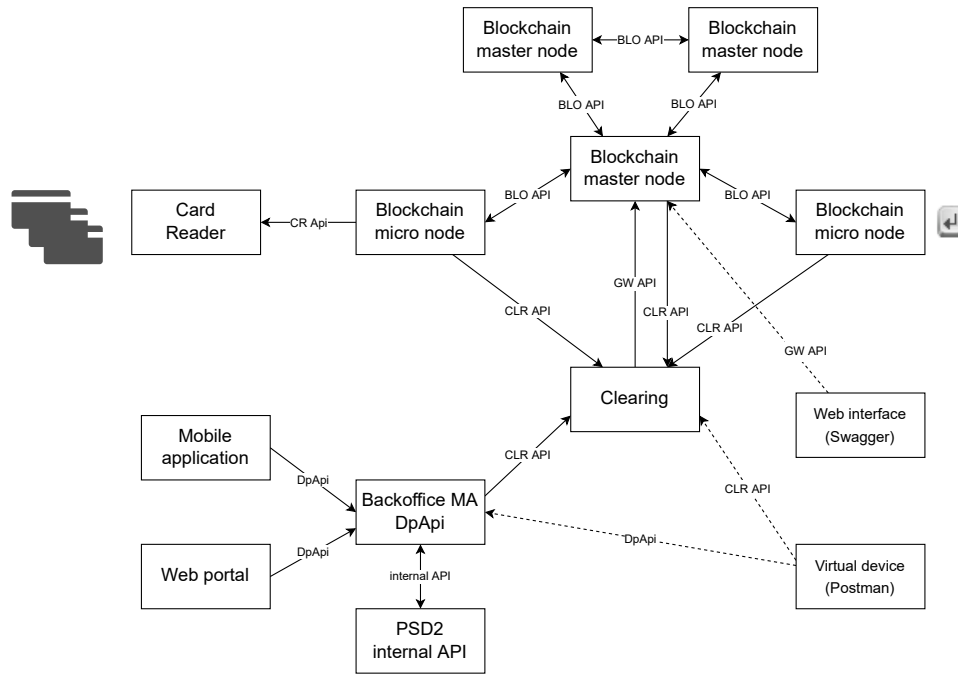 Blockchain
master node
BLO API
Blockchain
master node
BLO API
BLO API
Blockchain
master node
Card
Reader
CR Api
Blockchain
micro node
BLO API
BLO API
Blockchain
micro node
GW API
CLR API
CLR API
CLR API
GW API
Clearing
Web interface
(Swagger)
Mobile
application
DpApi
CLR API
CLR API
Backoffice MA
DpApi
DpApi
DpApi
Web portal
internal API
Virtual device
(Postman)
PSD2
internal API